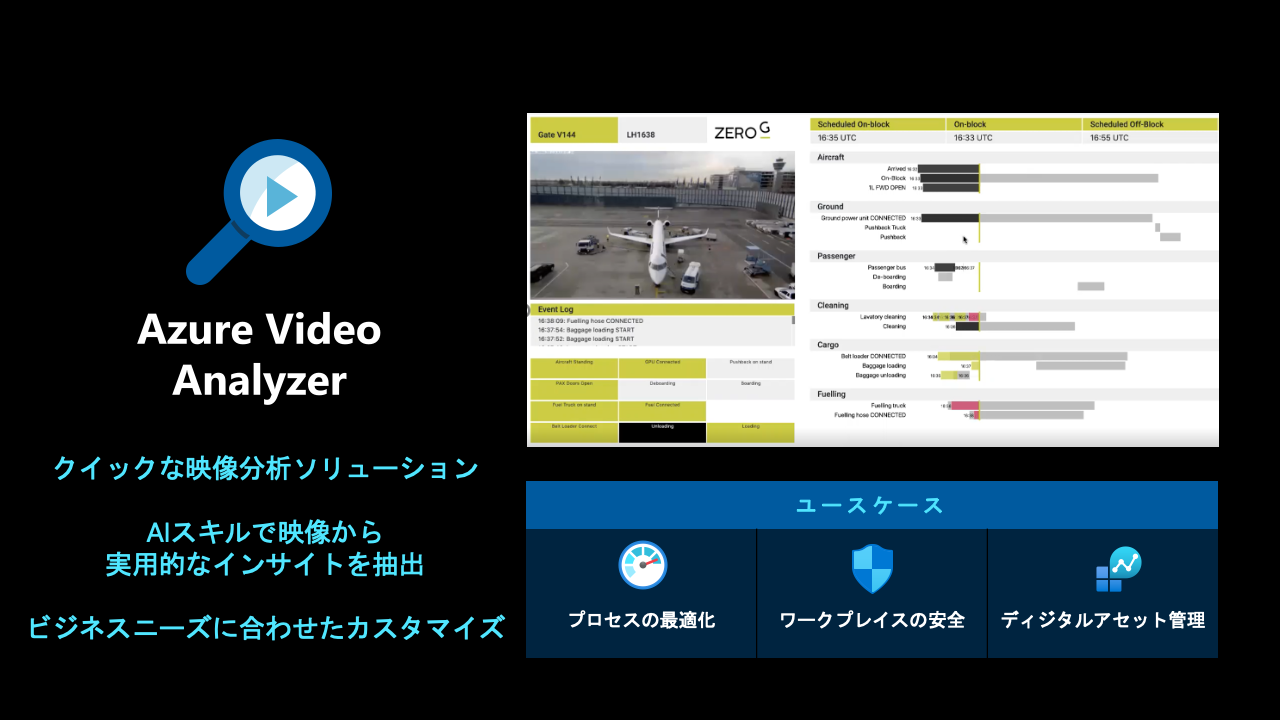 Azure Video
Analyzer
クイックな映像分析ソリューション
AIスキルで映像から
実用的なインサイトを抽出
ビジネスニーズに合わせたカスタマイズ
Gate V144
LH1638
ZERO G
Event Log
16:38:09: Fuelling hose CONNECTED
16:37:54: Baggage loading START
16:37:52: Baggage loading START
Aircraft Standing
GPU Connected
Pushback on stand
PAX Doors Open
Deboarding
Boarding
Fuel Truck on stand
Fuel Connected
Belt Loader Connect
Unloading
Loading
Scheduled On-block
On-block
Scheduled Off-Block
16:35 UTC
16:33 UTC
16:55 UTC
Aircraft
Arrived
On-Block
1L FWD OPEN
Ground
Ground power unit CONNECTED
Pushback Truck
Pushback
Passenger
Passenger bus
De-boarding
Boarding
Cleaning
Lavatory cleaning
Cleaning
Cargo
Belt loader CONNECTED
Baggage loading
Baggage unloading
Fuelling
Fuelling truck
Fuelling hose CONNECTED
ユースケース
プロセスの最適化
ワークプレイスの安全
ディジタルアセット管理